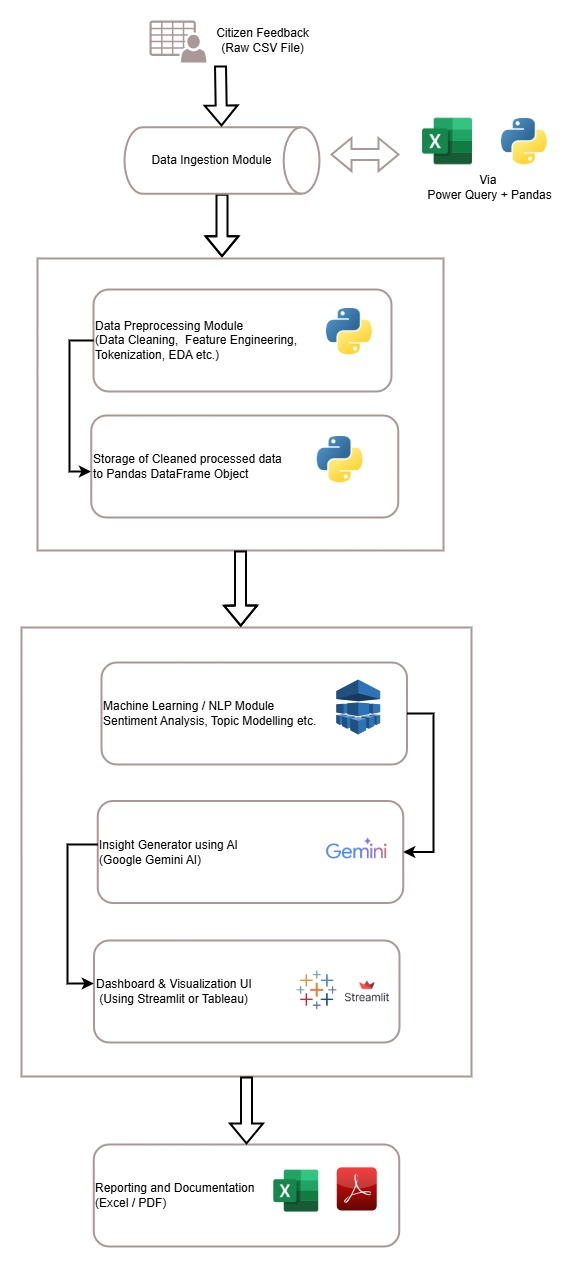 Citizen Feedback
(Raw CSV File)
Data Ingestion Module
X
Via
Power Query + Pandas
Data Preprocessing Module
(Data Cleaning, Feature Engineering,
Tokenization, EDA etc.)
Storage of Cleaned processed data
to Pandas DataFrame Object
Machine Learning / NLP Module
Sentiment Analysis, Topic Modelling etc.
Insight Generator using AI
(Google Gemini AI)
Gemini
Dashboard & Visualization UI
(Using Streamlit or Tableau)
Streamlit
Reporting and Documentation
(Excel / PDF)
X